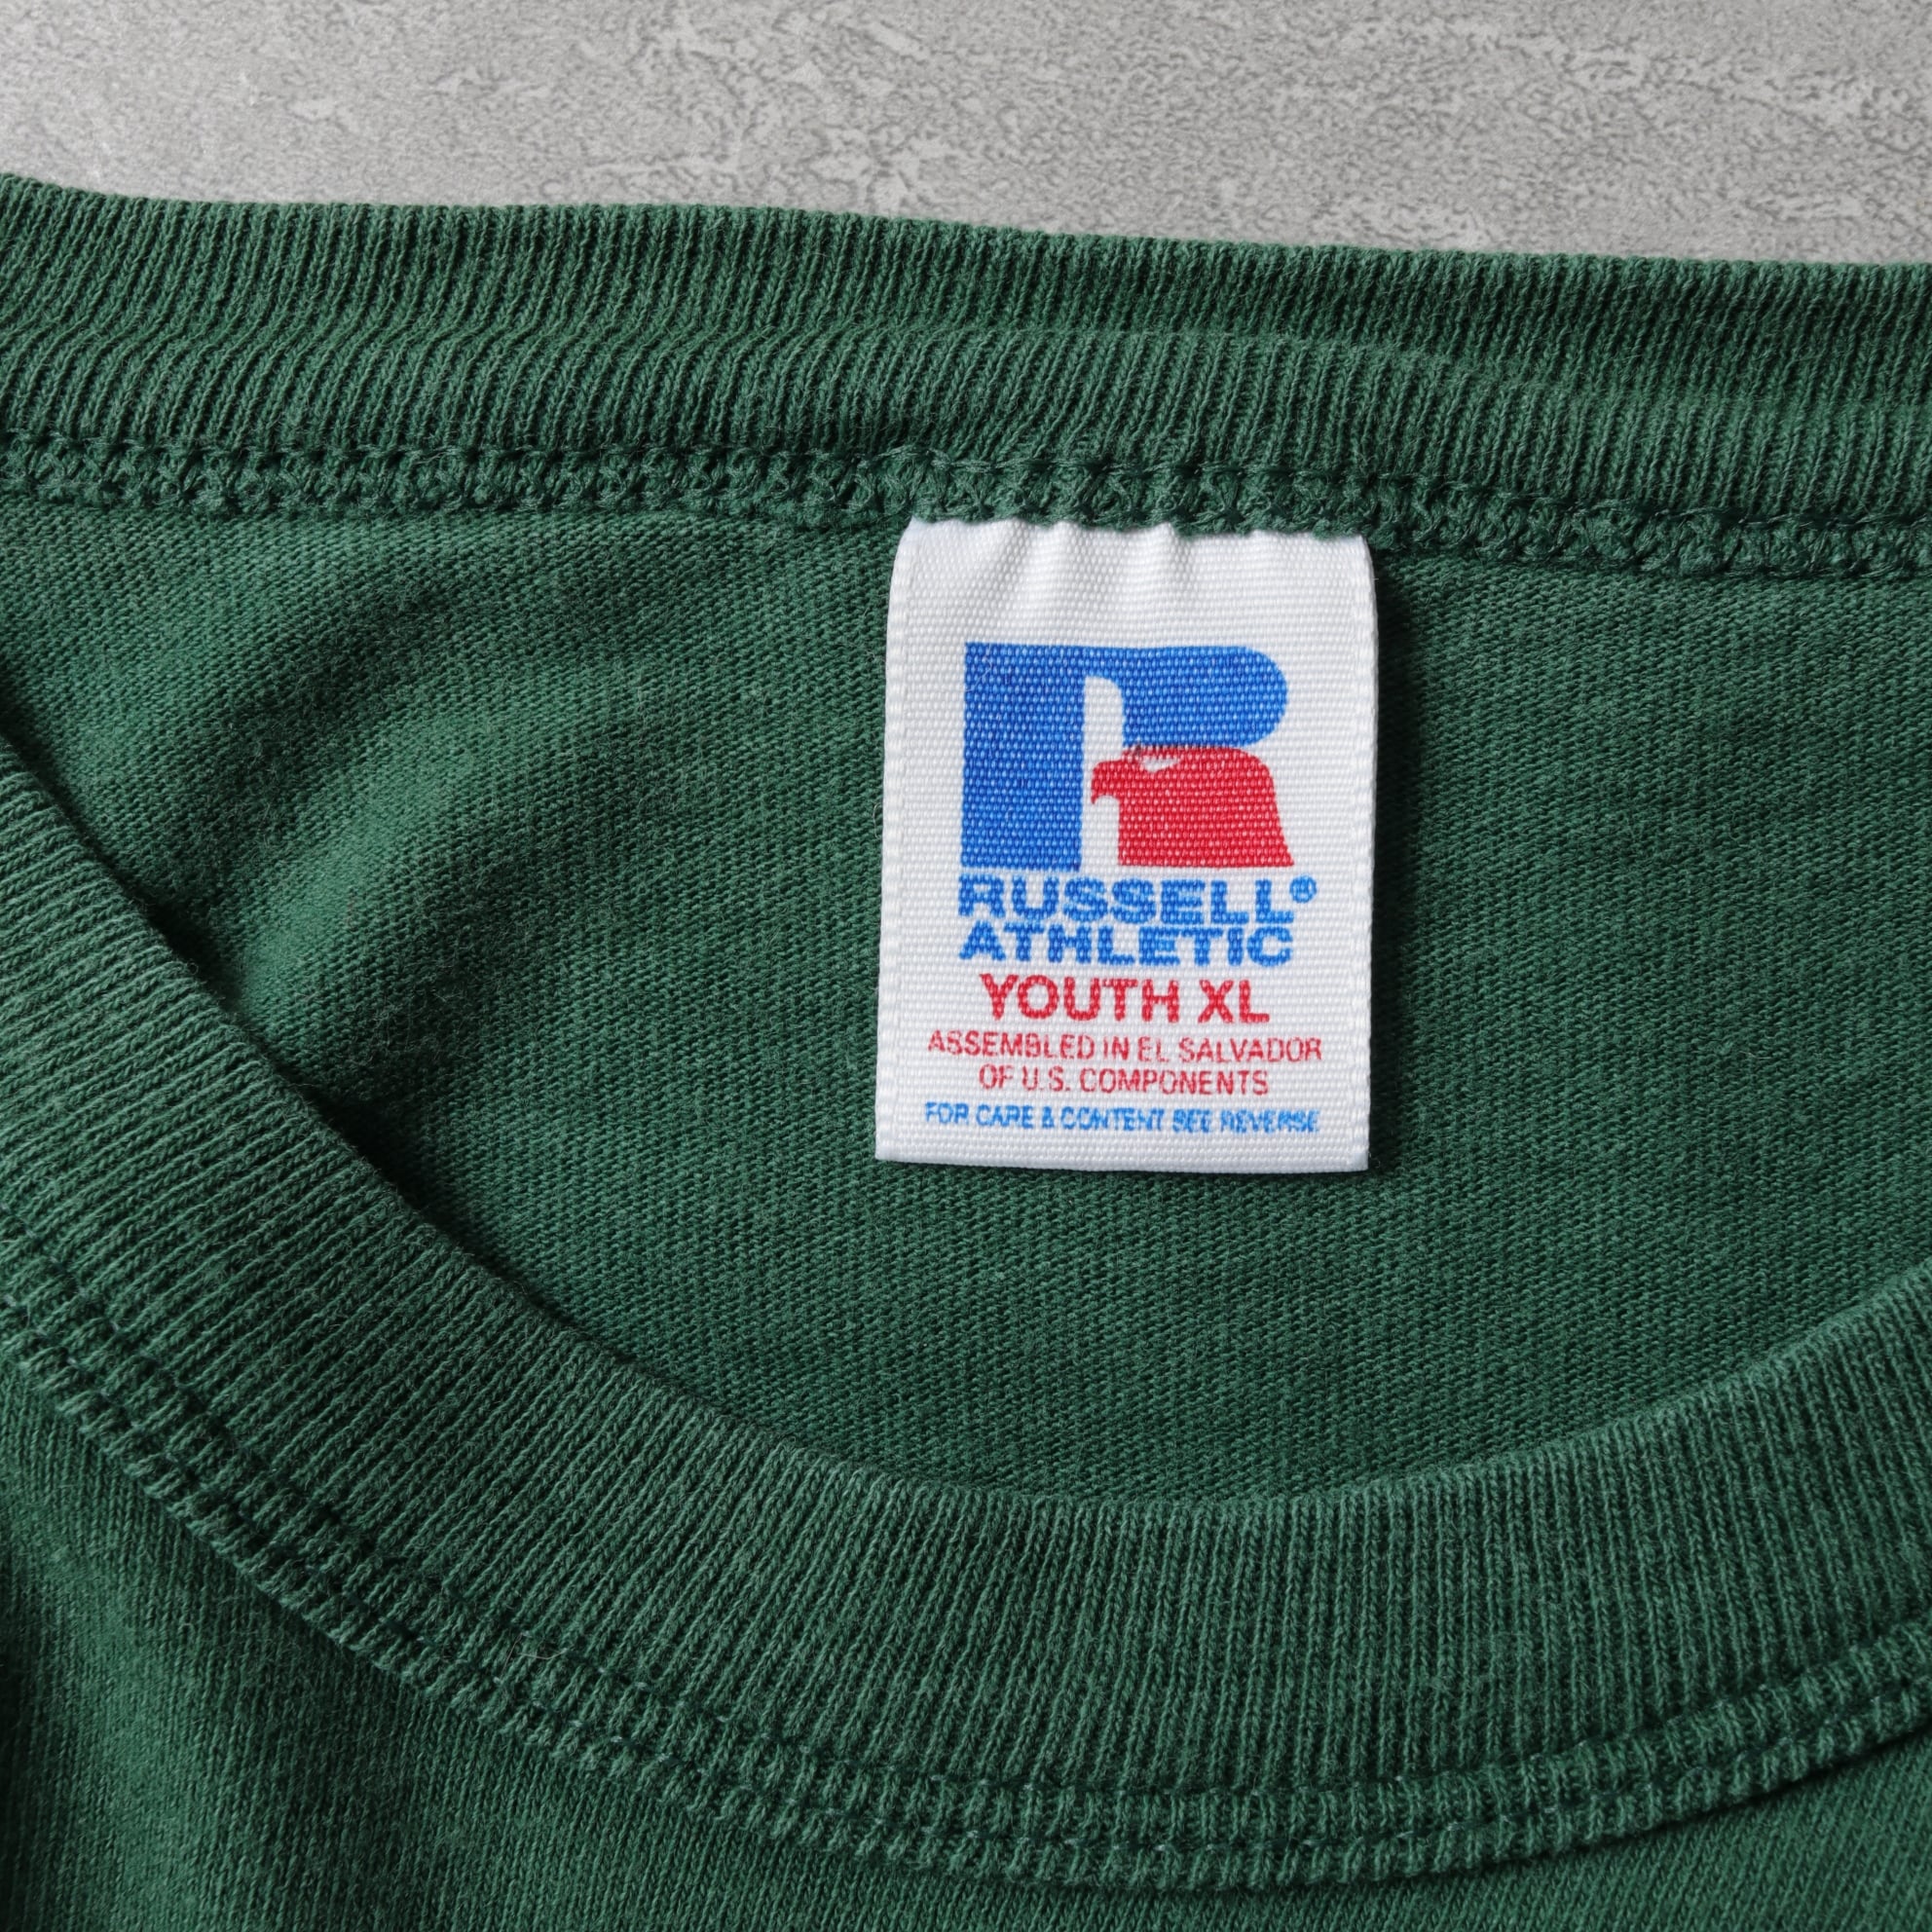 RUSSELL®
ATHLETIC
YOUTH XL
ASSEMBLED IN EL SALVADOR
OF U.S. COMPONENTS
FOR CARE & CONTENT SEE REVERSE